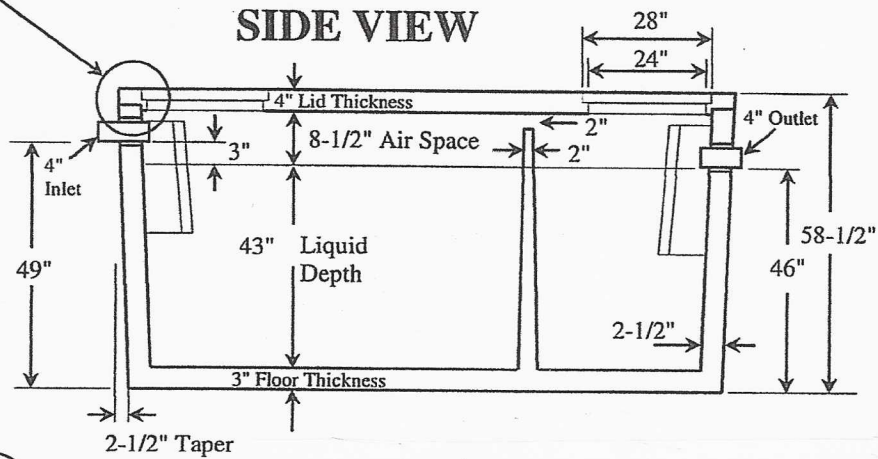 SIDE VIEW
28"
24"
4" Lid Thickness
4" Outlet
2"
8-1/2" Air Space
2"
3"
4"
Inlet
58-1/2"
43" Liquid
Depth
49"
46"
2-1/2"
3" Floor Thickness
2-1/2" Taper